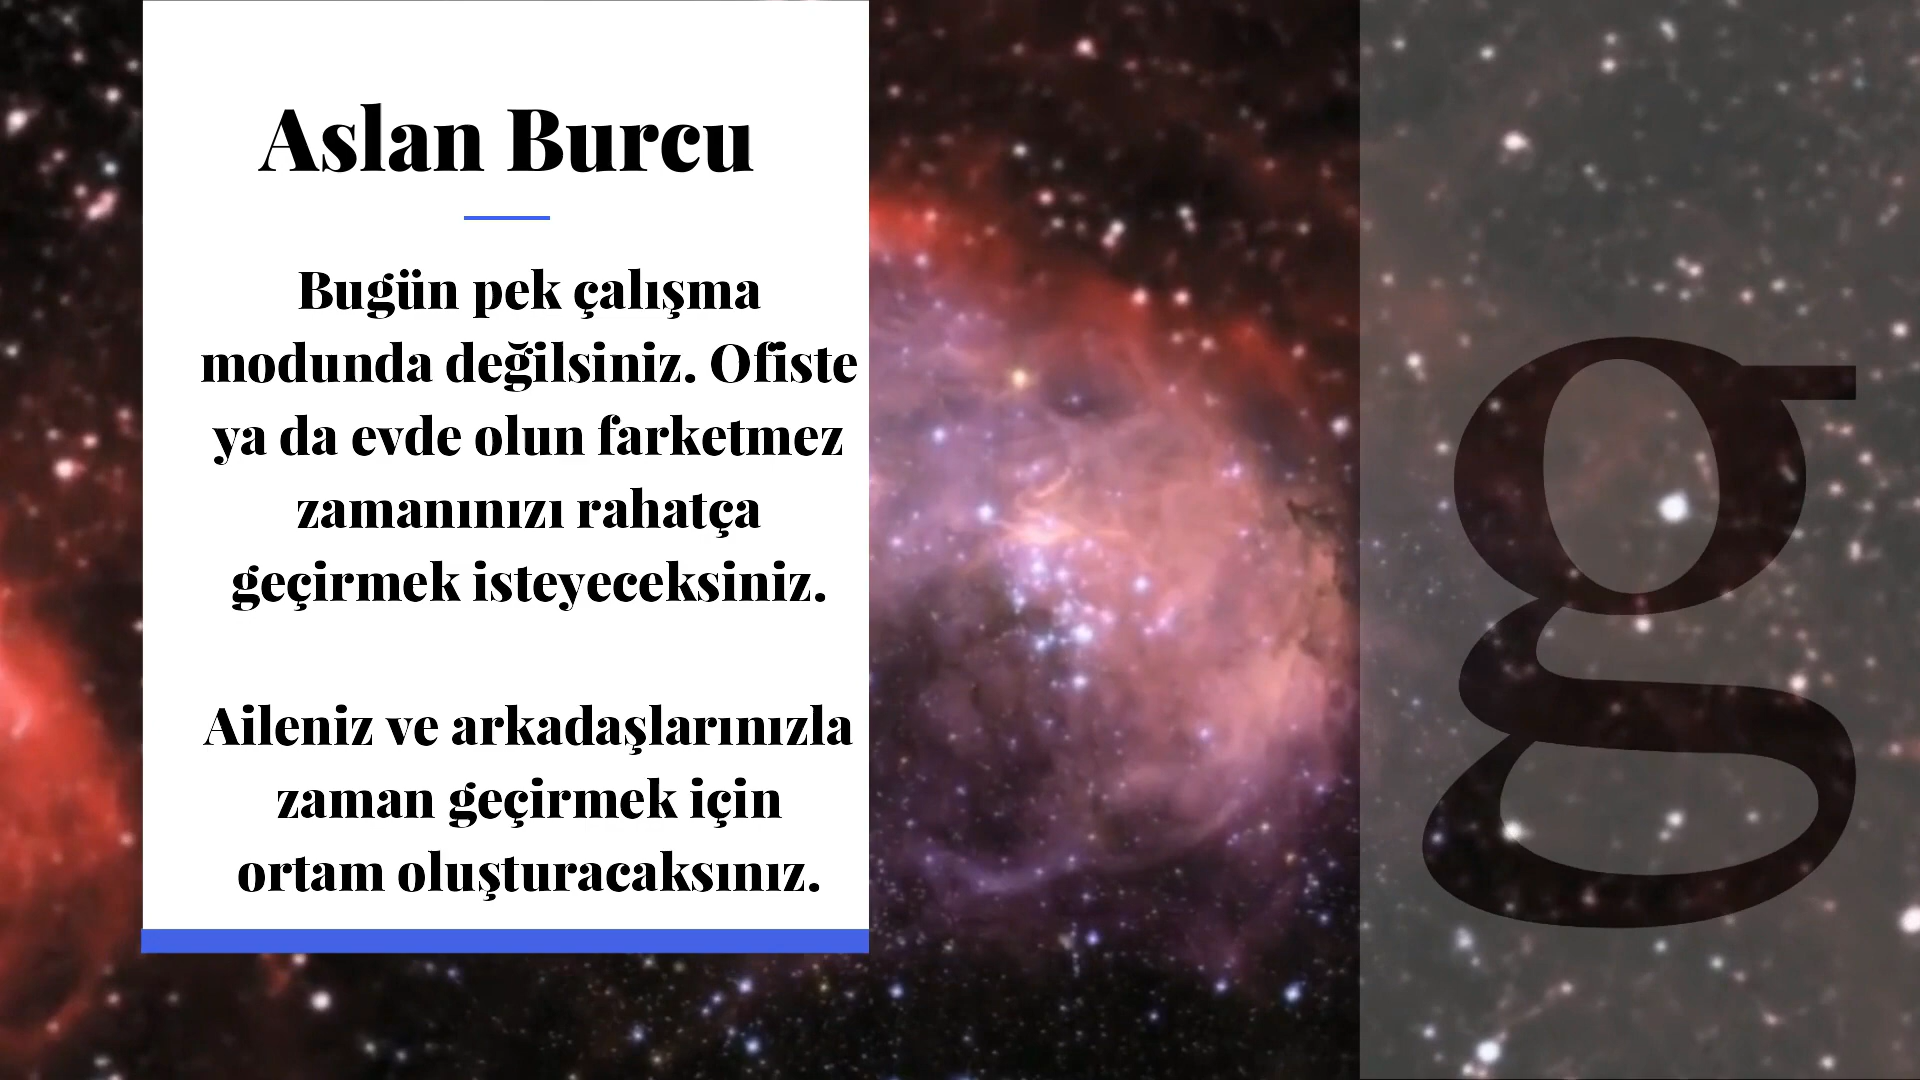 Aslan Burcu
Bugün pek çalışma
modunda değilsiniz. Ofiste
ya da evde olun farketmez
zamanınızı rahatça
geçirmek isteyeceksiniz.
Aileniz ve arkadaşlarınızla
zaman geçirmek için
ortam oluşturacaksınız.
g